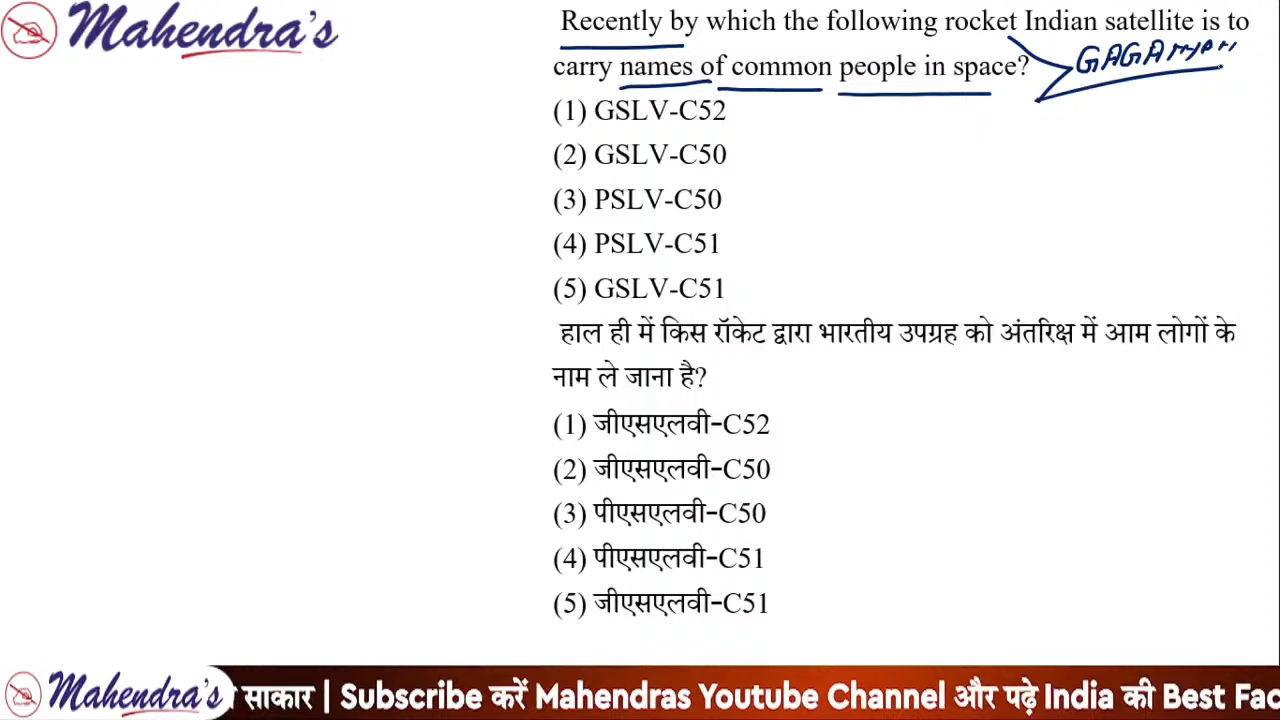 Mahendra's
Recently by which the following rocket Indian satellite is to
carry names of common people in space?
GAGANYAN
(1) GSLV-C52
(2) GSLV-C50
(3) PSLV-C50
(4) PSLV-C51
(5) GSLV-C51
हाल ही में किस रॉकेट द्वारा भारतीय उपग्रह को अंतरिक्ष में आम लोगों के
नाम ले जाना है?
(1) जीएसएलवी-C52
(2) जीएसएलवी-C50
(3) पीएसएलवी-C50
(4) पीएसएलवी-C51
(5) जीएसएलवी-C51
Mahendra's साकार | Subscribe करें Mahendras Youtube Channel और पढ़े India की Best Fac